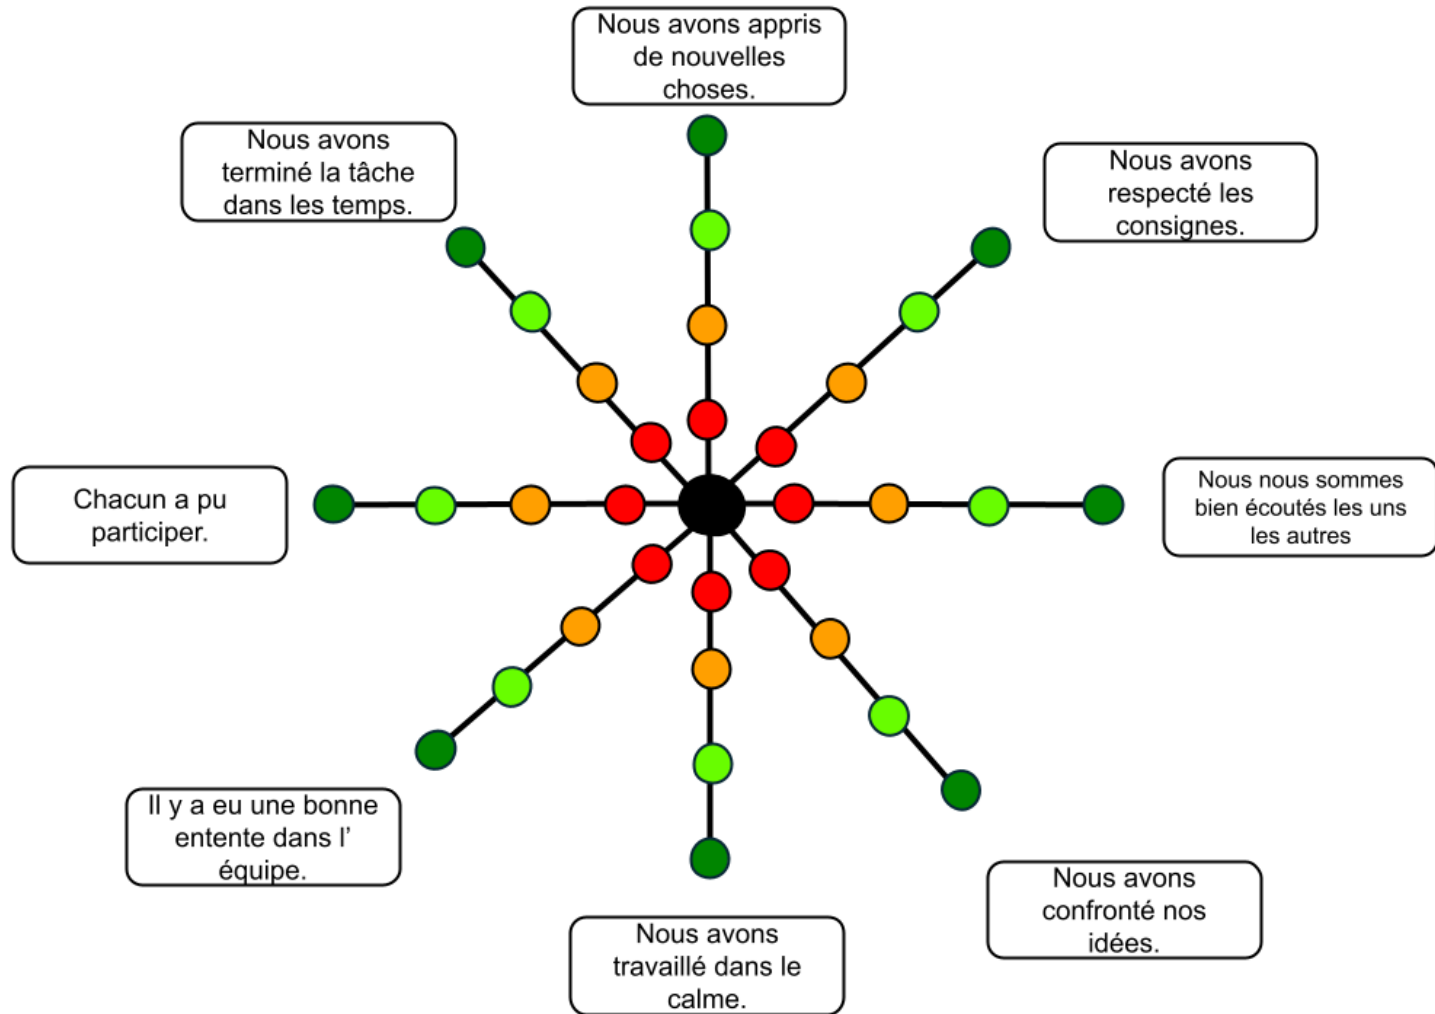 Nous avons appris
de nouvelles
choses.
Nous avons
terminé la tâche
dans les temps.
Nous avons
respecté les
consignes.
Chacun a pu
participer.
Nous nous sommes
bien écoutés les uns
les autres
Il y a eu une bonne
entente dans l’
équipe.
Nous avons
confronté nos
idées.
Nous avons
travaillé dans le
calme.